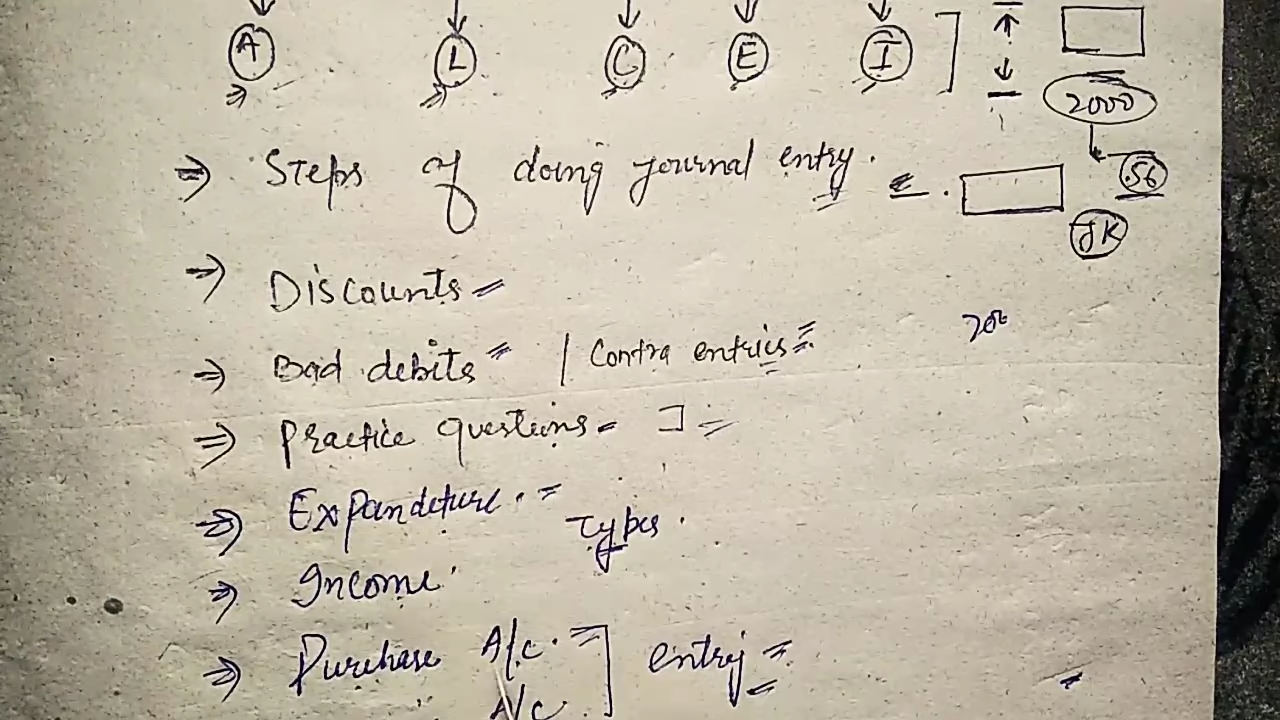 A L C E I
2000
⇒ Steps of doing journal entry.
56
JK
⇒ Discounts
⇒ Bad debits | Contra entries
⇒ Practice questions
⇒ Expanditure.
Types.
⇒ Income
⇒ Purchase A/c. ] entry
A/c